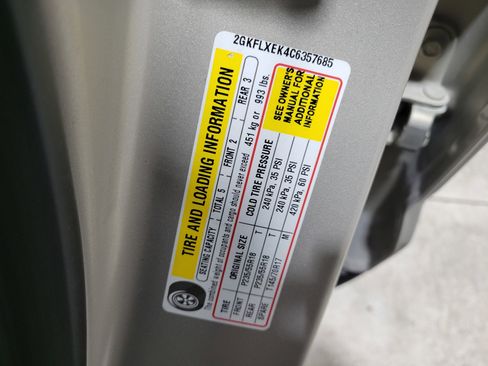 2GKFLXEK4C6357685
TIRE AND LOADING INFORMATION
SEATING CAPACITY TOTAL 5 FRONT 2 REAR 3
The combined weight of occupants and cargo should never exceed 451 kg or 993 lbs.
TIRE ORIGINAL SIZE COLD TIRE PRESSURE
FRONT P235/55R18 T 240 kPa, 35 PSI
REAR P235/55R18 T 240 kPa, 35 PSI
SPARE T145/70R17 M 420 kPa, 60 PSI
SEE OWNER'S
MANUAL FOR
ADDITIONAL
INFORMATION